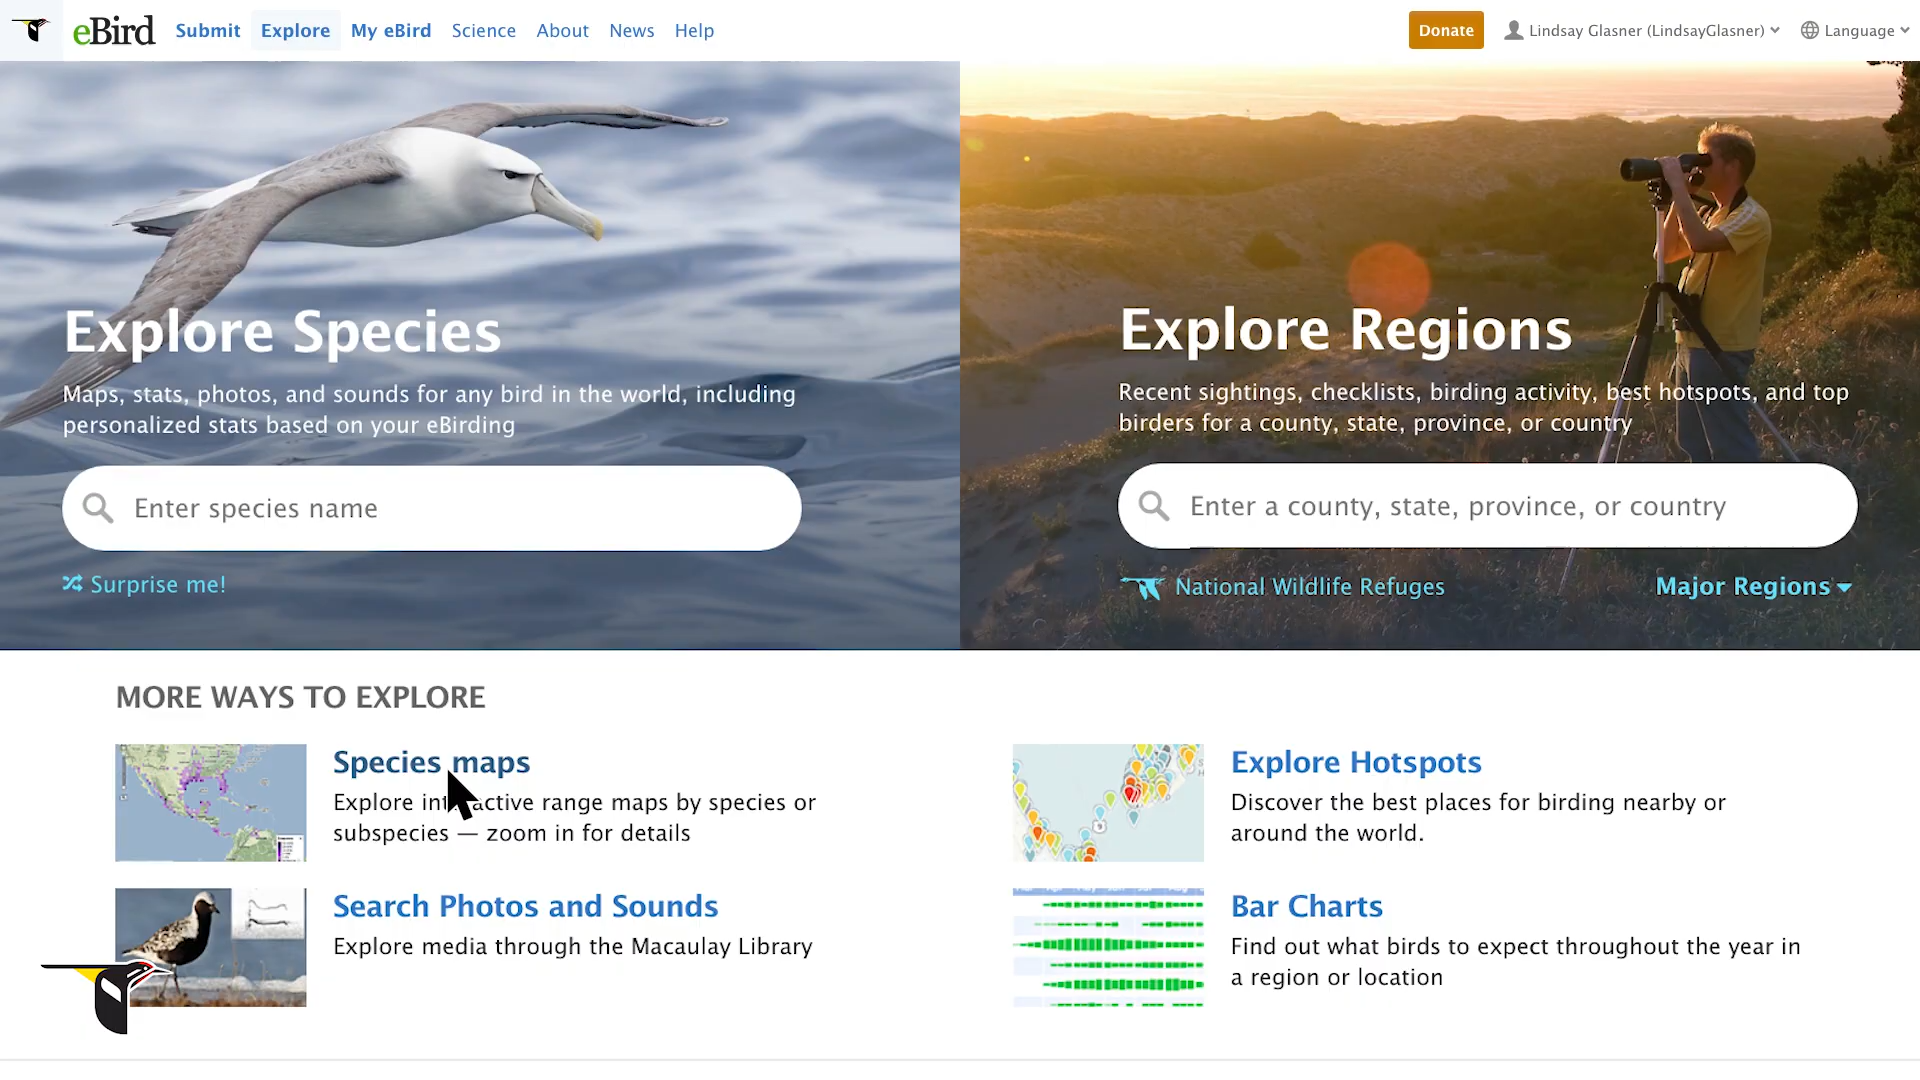 eBird Submit Explore My eBird Science About News Help Donate Lindsay Glasner (LindsayGlasner) Language
Explore Species
Maps, stats, photos, and sounds for any bird in the world, including
personalized stats based on your eBirding
Enter species name
Surprise me!
Explore Regions
Recent sightings, checklists, birding activity, best hotspots, and top
birders for a county, state, province, or country
Enter a county, state, province, or country
National Wildlife Refuges Major Regions
MORE WAYS TO EXPLORE
Species maps
Explore interactive range maps by species or
subspecies — zoom in for details
Explore Hotspots
Discover the best places for birding nearby or
around the world.
Search Photos and Sounds
Explore media through the Macaulay Library
Bar Charts
Find out what birds to expect throughout the year in
a region or location